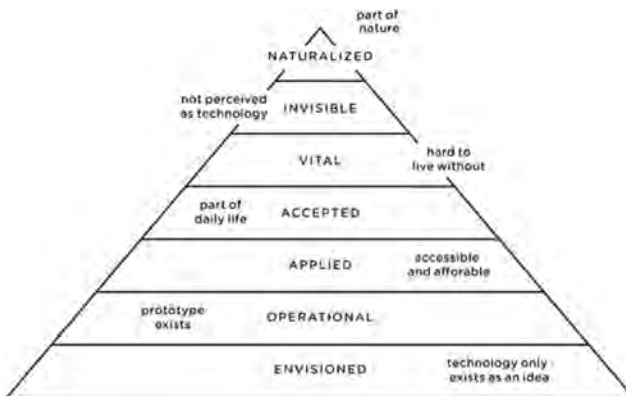 part of
nature
NATURALIZED
not perceived
as technology
INVISIBLE
VITAL
hard to
live without
part of
daily life
ACCEPTED
APPLIED
accessible
and afforable
prototype
exists
OPERATIONAL
ENVISIONED
technology only
exists as an idea